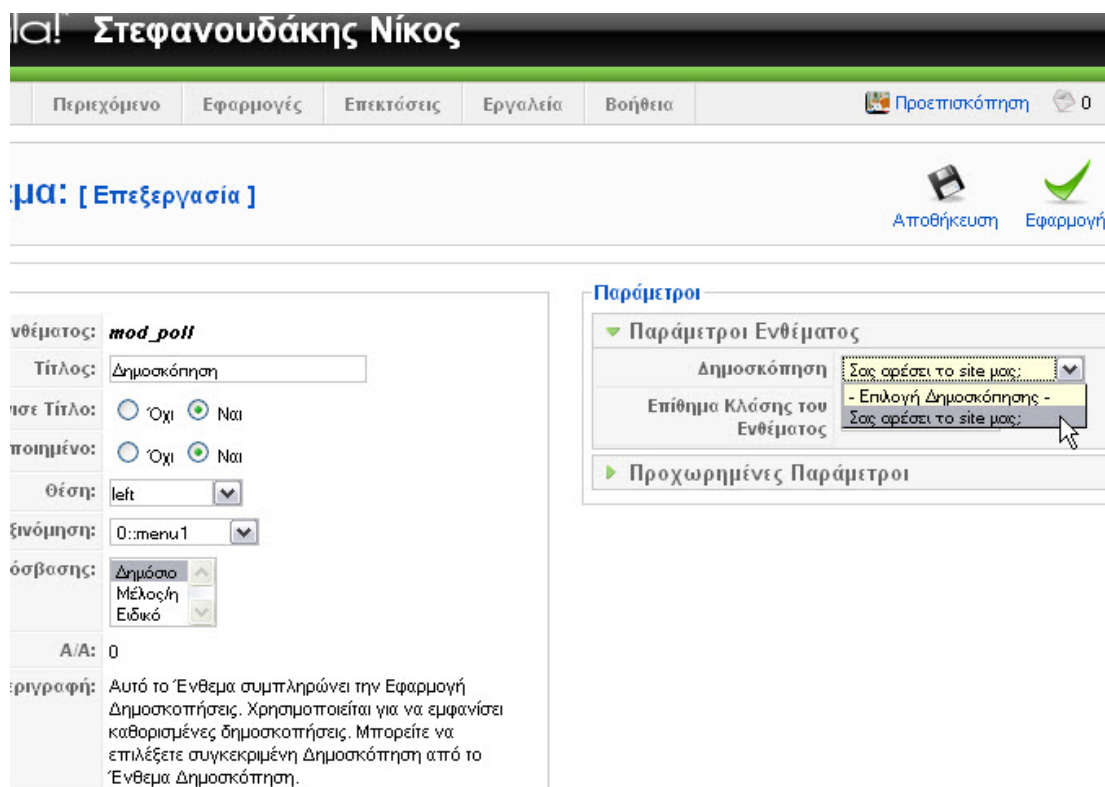 la! Στεφανουδάκης Νίκος
Περιεχόμενο Εφαρμογές Επεκτάσεις Εργαλεία Βοήθεια Προεπισκόπηση 0
μα: [ Επεξεργασία ]
Αποθήκευση Εφαρμογή
νθέματος: mod_poll
Τίτλος: Δημοσκόπηση
ισε Τίτλο: Όχι Ναι
ποιημένο: Όχι Ναι
Θέση: left
ξινόμηση: 0::menu1
όσβασης: Δημόσιο
Μέλος/η
Ειδικό
Α/Α: 0
εριγραφή: Αυτό το Ένθεμα συμπληρώνει την Εφαρμογή
Δημοσκοπήσεις. Χρησιμοποιείται για να εμφανίσει
καθορισμένες δημοσκοπήσεις. Μπορείτε να
επιλέξετε συγκεκριμένη Δημοσκόπηση από το
Ένθεμα Δημοσκόπηση.
Παράμετροι
Παράμετροι Ενθέματος
Δημοσκόπηση Σας αρέσει το site μας;
- Επιλογή Δημοσκόπησης -
Σας αρέσει το site μας;
Επίθημα Κλάσης του
Ενθέματος
Προχωρημένες Παράμετροι